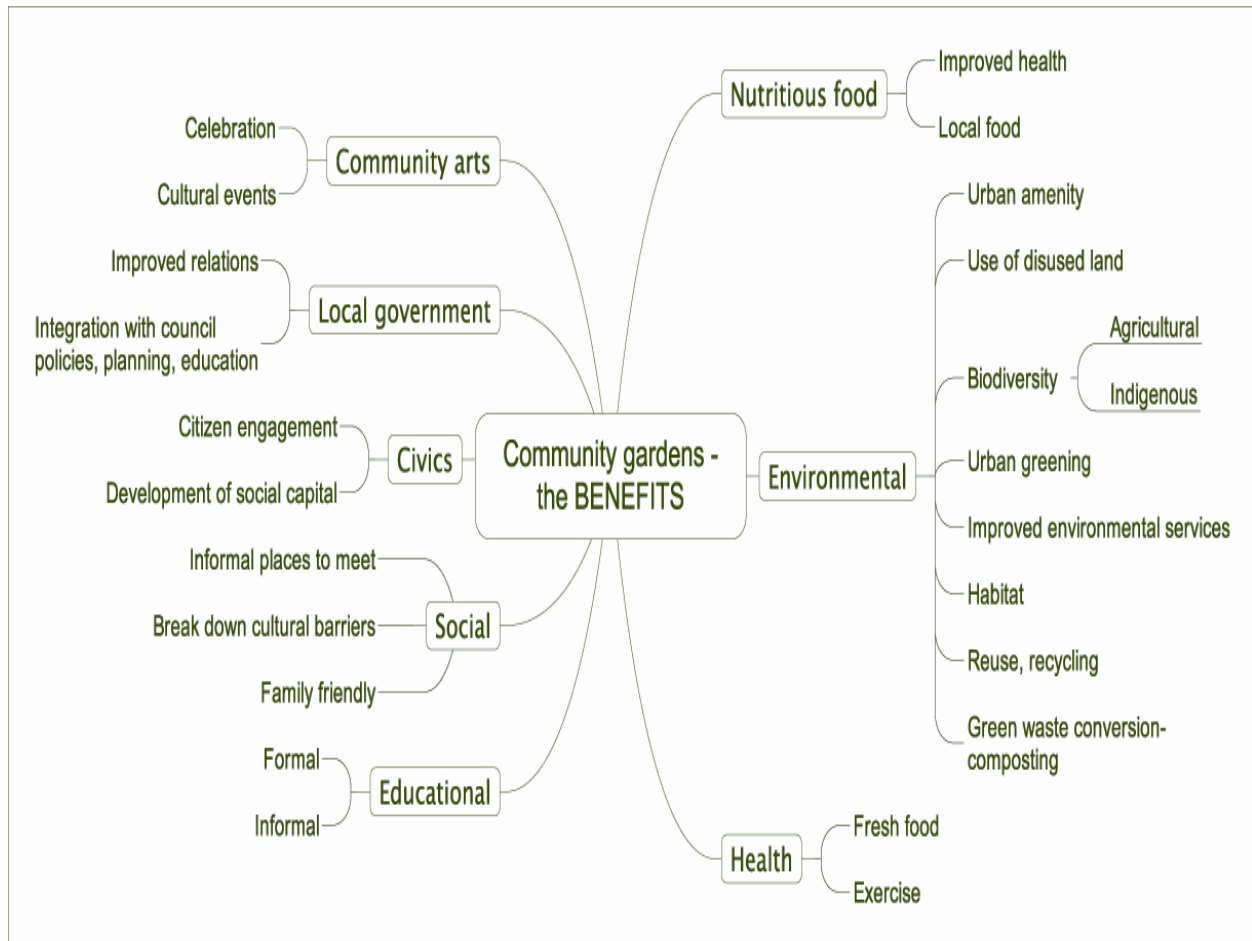 Community gardens -
the BENEFITS
Nutritious food
Improved health
Local food
Environmental
Urban amenity
Use of disused land
Biodiversity
Agricultural
Indigenous
Urban greening
Improved environmental services
Habitat
Reuse, recycling
Green waste conversion-
composting
Health
Fresh food
Exercise
Community arts
Celebration
Cultural events
Local government
Improved relations
Integration with council
policies, planning, education
Civics
Citizen engagement
Development of social capital
Social
Informal places to meet
Break down cultural barriers
Family friendly
Educational
Formal
Informal